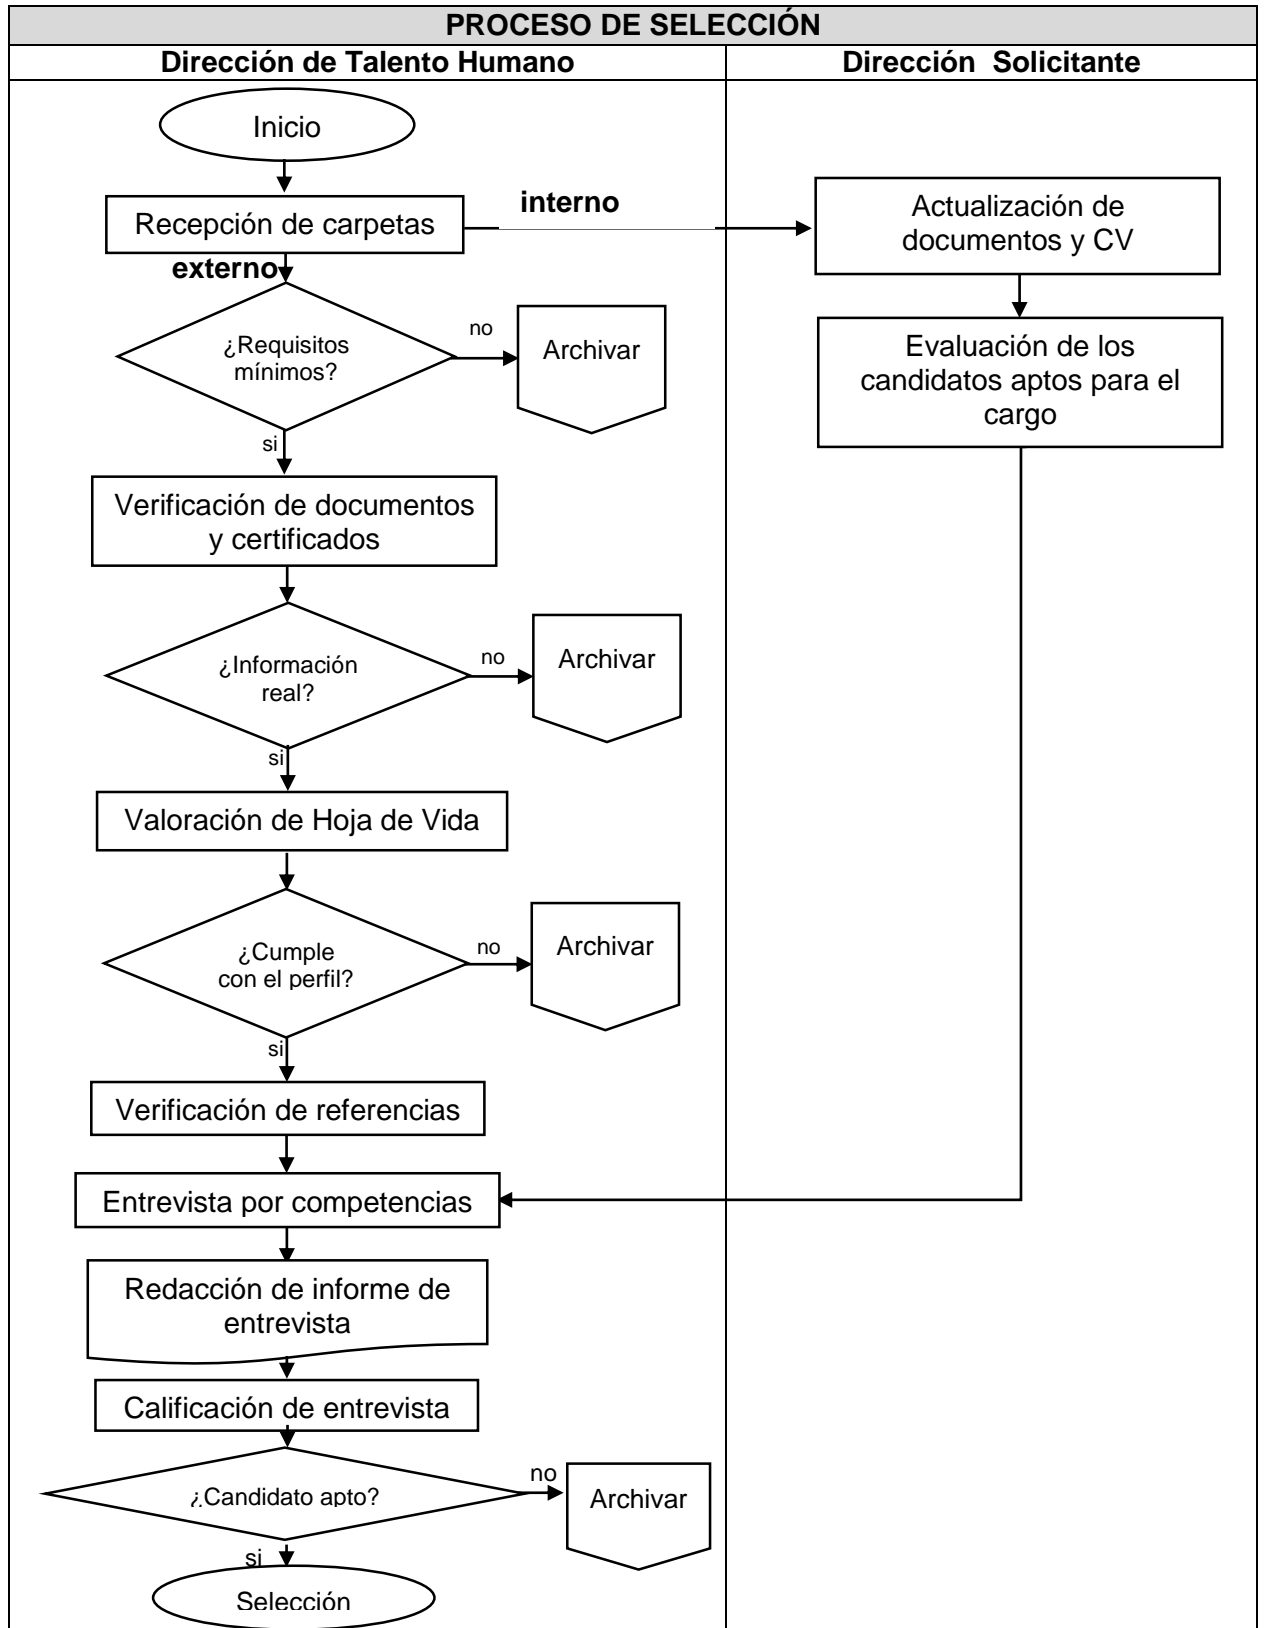 PROCESO DE SELECCIÓN
Dirección de Talento Humano
Dirección Solicitante
Inicio
Recepción de carpetas
interno
Actualización de
documentos y CV
externo
¿Requisitos
mínimos?
no
Archivar
Evaluación de los
candidatos aptos para el
cargo
si
Verificación de documentos
y certificados
¿Información
real?
no
Archivar
si
Valoración de Hoja de Vida
¿Cumple
con el perfil?
no
Archivar
si
Verificación de referencias
Entrevista por competencias
Redacción de informe de
entrevista
Calificación de entrevista
¿Candidato apto?
no
Archivar
si
Selección